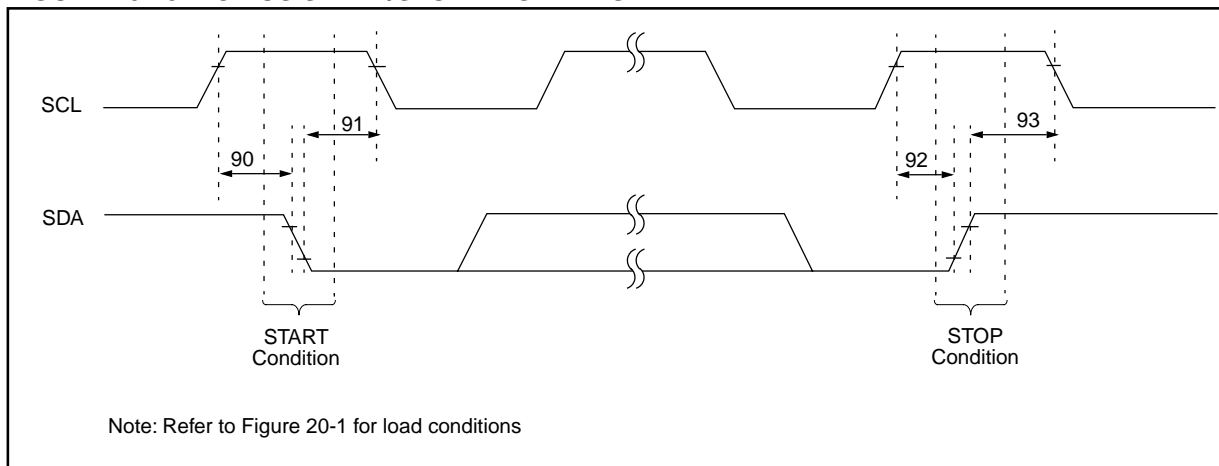 SCL
91
93
90
92
SDA
START
Condition
STOP
Condition
Note: Refer to Figure 20-1 for load conditions